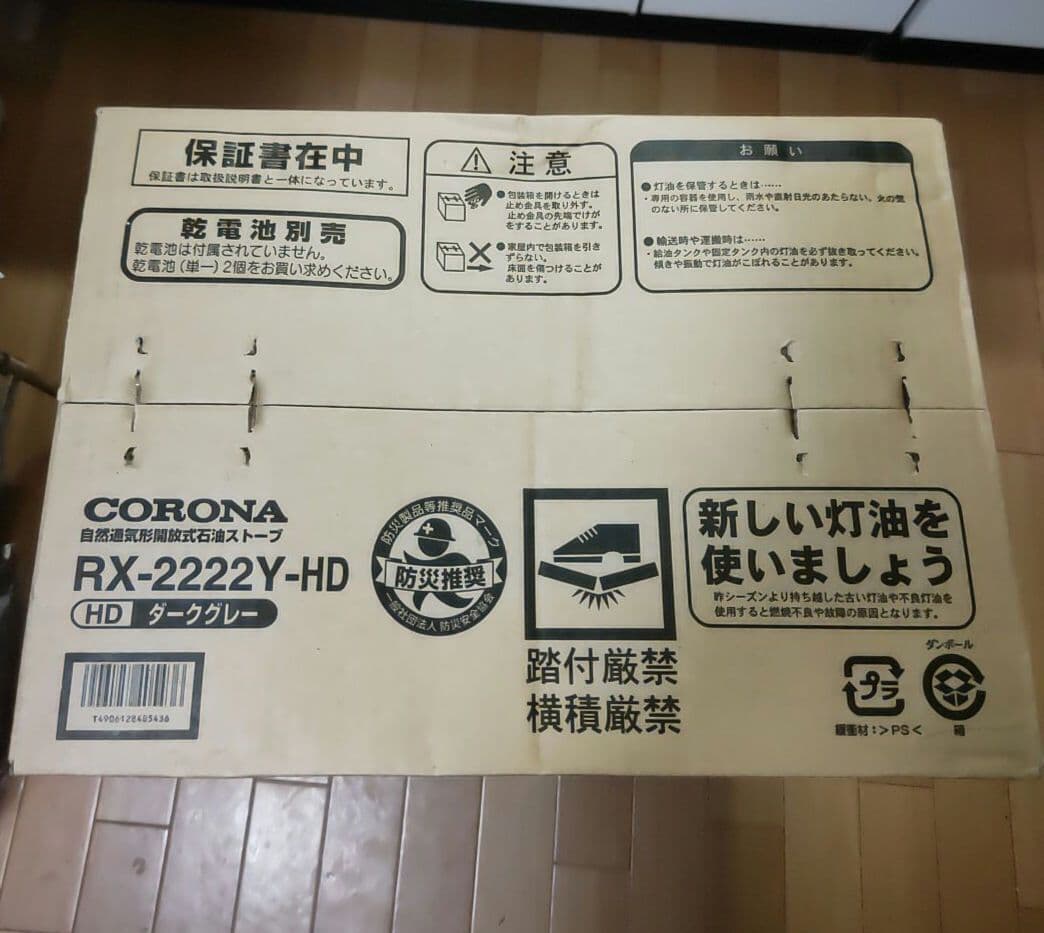 保証書在中
保証書は取扱説明書と一体になっています。
乾電池別売
乾電池は付属されていません。
乾電池(単一)2個をお買い求めください。
注意
●包装箱を開けるときは
止め金具を取り外す。
止め金具の先端でけが
をすることがあります。
●家屋内で包装箱を引き
ずらない。
床面を傷つけることが
あります。
お願い
●灯油を保管するときは……
・専用の容器を使用し、雨水や直射日光のあたらない、火の気
のない所に保管してください。
●輸送時や運搬時は……
・給油タンクや固定タンク内の灯油を必ず抜き取ってください。
傾きや振動で灯油がこぼれることがあります。
CORONA
自然通気形開放式石油ストーブ
RX-2222Y-HD
HD ダークグレー
T4906128485436
防災製品等推奨品マーク
防災推奨
一般社団法人 防災安全協会
踏付厳禁
横積厳禁
新しい灯油を
使いましょう
昨シーズンより持ち越した古い灯油や不良灯油を
使用すると燃焼不良や故障の原因となります。
プラ
緩衝材:>PS<
ダンボール
箱